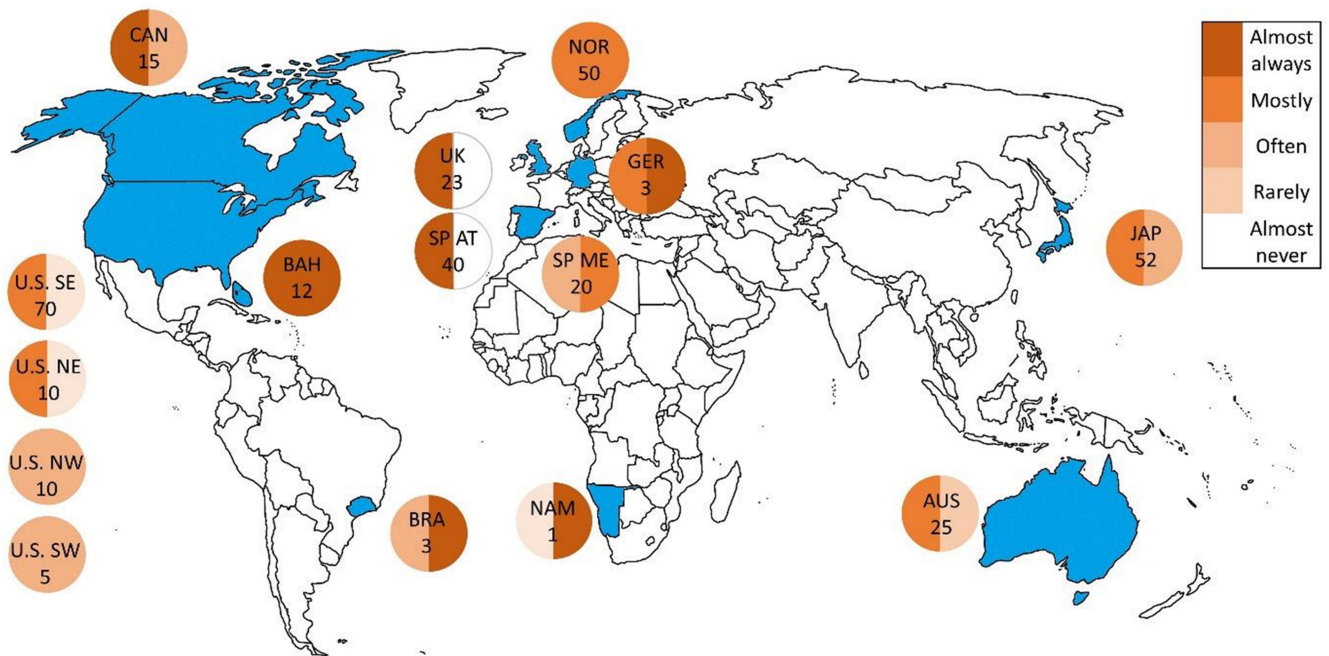 CAN
15
NOR
50
Almost
always
Mostly
Often
Rarely
Almost
never
UK
23
GER
3
SP AT
40
SP ME
20
JAP
52
BAH
12
U.S. SE
70
U.S. NE
10
U.S. NW
10
U.S. SW
5
BRA
3
NAM
1
AUS
25